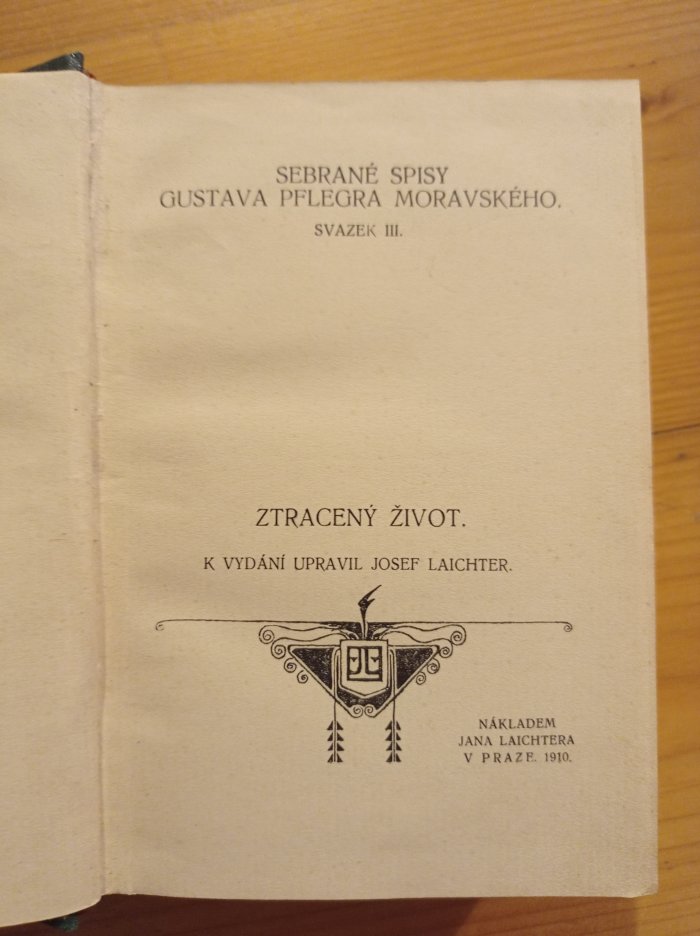 SEBRANÉ SPISY
GUSTAVA PFLEGRA MORAVSKÉHO.
SVAZEK III.
ZTRACENÝ ŽIVOT.
K VYDÁNÍ UPRAVIL JOSEF LAICHTER.
NÁKLADEM
JANA LAICHTERA
V PRAZE. 1910.